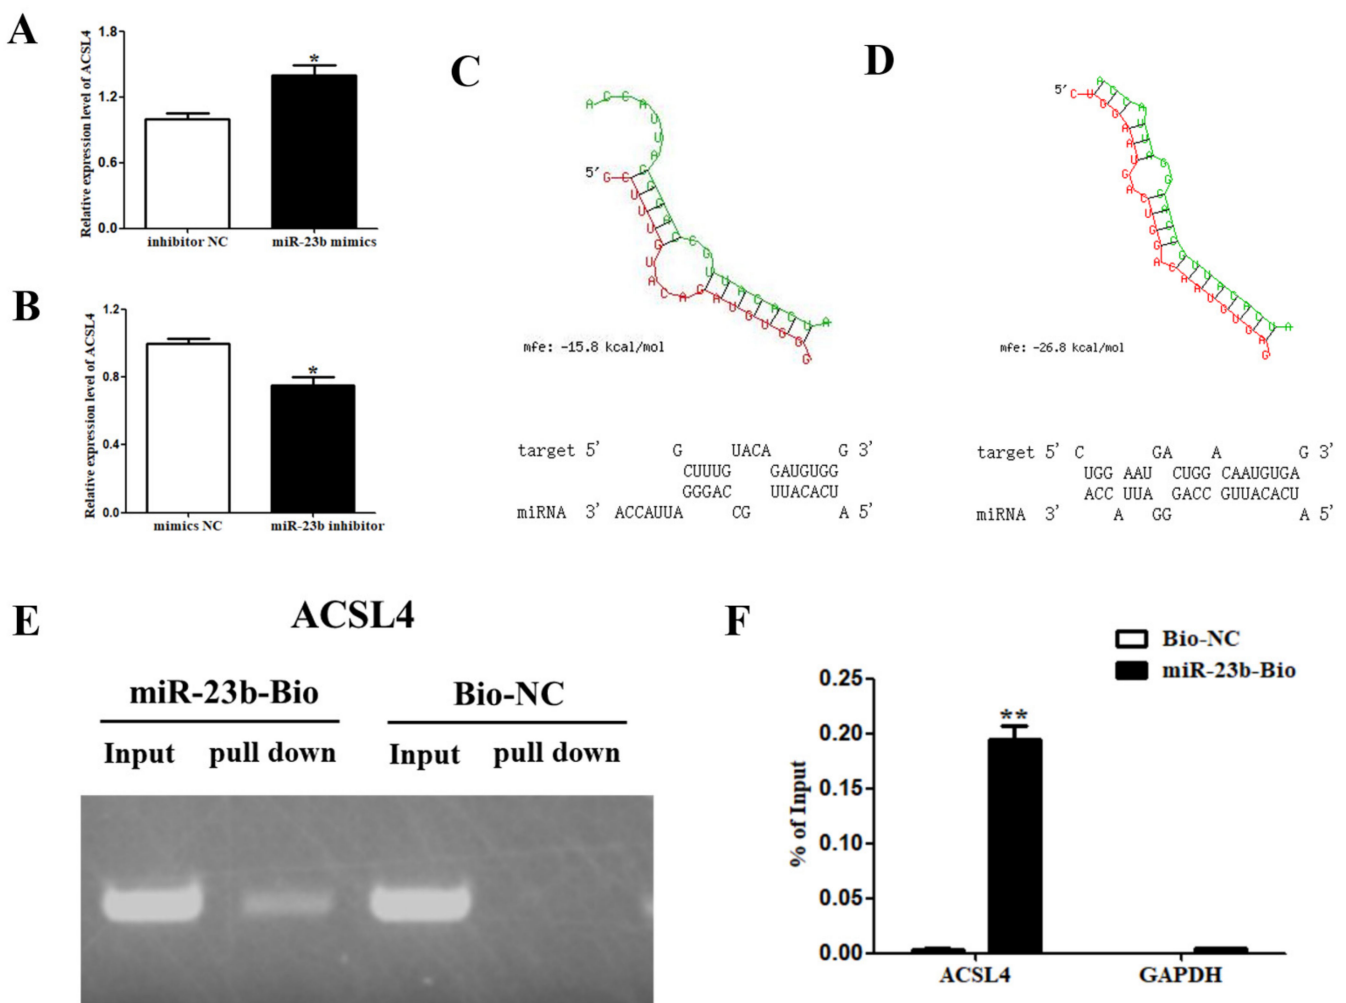 A
Relative expression level of ACSL4
1.8
1.2
0.6
0.0
*
inhibitor NC
miR-23b mimics
B
Relative expression level of ACSL4
1.2
0.8
0.4
0.0
*
mimics NC
miR-23b inhibitor
C
5'
mfe: -15.8 kcal/mol
target 5' G UACA G 3'
CUUUG GAUGUGG
GGGAC UUACACU
miRNA 3' ACCAUUA CG A 5'
D
5'
mfe: -26.8 kcal/mol
target 5' C GA A G 3'
UGG AAU CUGG CAAUGUGA
ACC UUA GACC GUUACACU
miRNA 3' A GG A 5'
E
ACSL4
miR-23b-Bio Bio-NC
Input pull down Input pull down
F
Bio-NC
miR-23b-Bio
% of Input
0.25
0.20
0.15
0.10
0.05
0.00
**
ACSL4 GAPDH